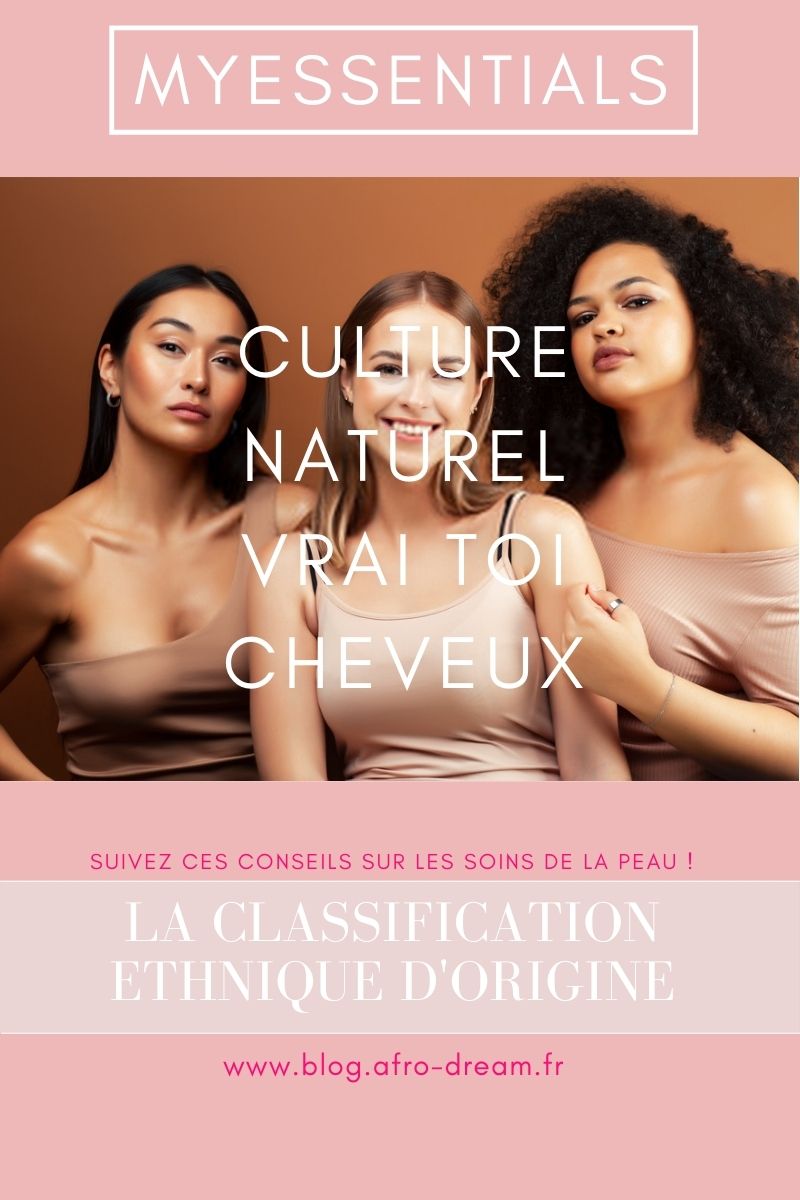 MYESSENTIALS
CULTURE
NATUREL
VRAI TOI
CHEVEUX
SUIVEZ CES CONSEILS SUR LES SOINS DE LA PEAU !
LA CLASSIFICATION
ETHNIQUE D'ORIGINE
www.blog.afro-dream.fr